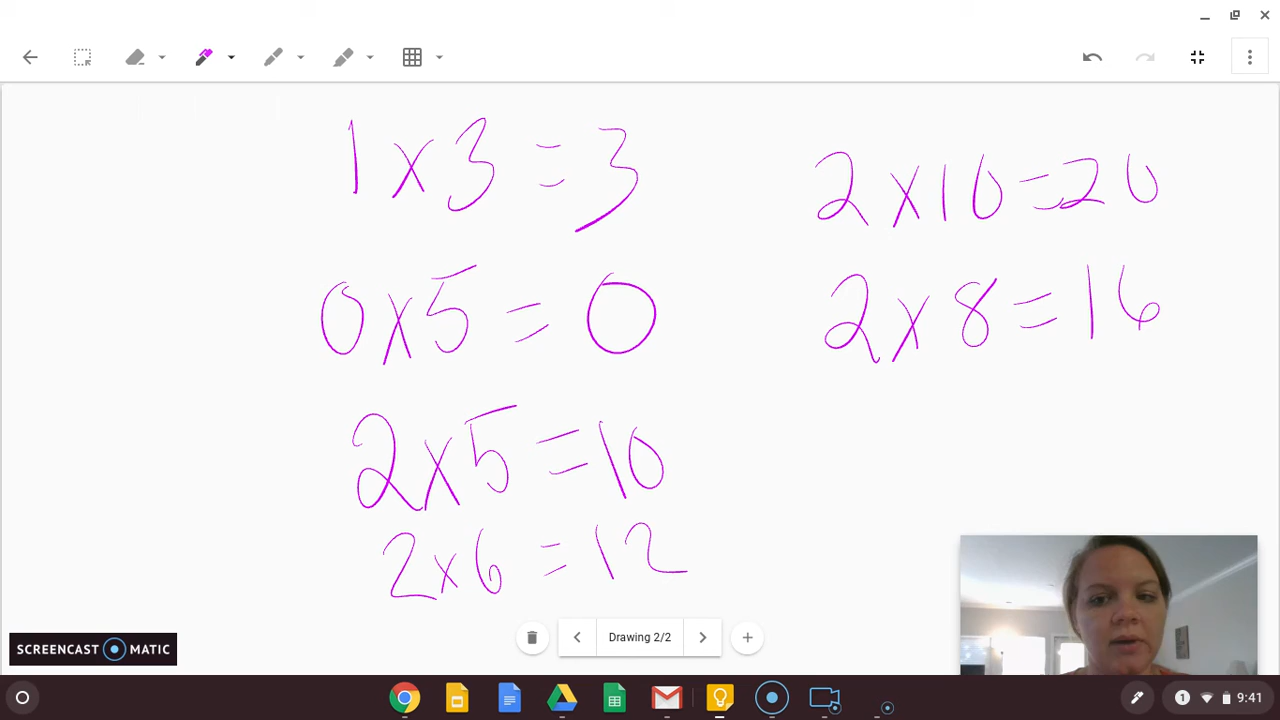 1 x 3 = 3
0 x 5 = 0
2 x 5 = 10
2 x 6 = 12
2 x 10 = 20
2 x 8 = 16
Drawing 2/2
SCREENCAST MATIC
1 9:41